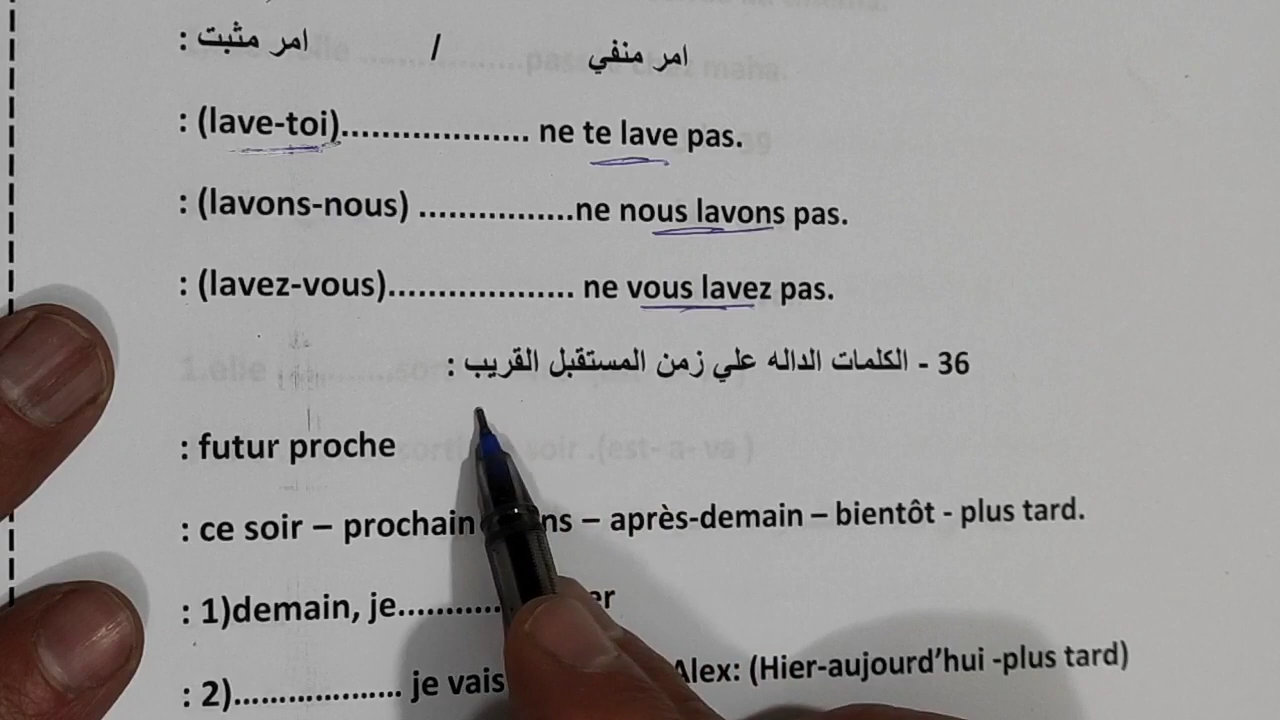 امر مثبت : / امر منفي
: (lave-toi)................... ne te lave pas.
: (lavons-nous) ................ne nous lavons pas.
: (lavez-vous)................... ne vous lavez pas.
36 - الكلمات الداله علي زمن المستقبل القريب :
: futur proche
: ce soir – prochain – après-demain – bientôt - plus tard.
: 1)demain, je...........
: 2)................. je vais Alex: (Hier-aujourd’hui -plus tard)